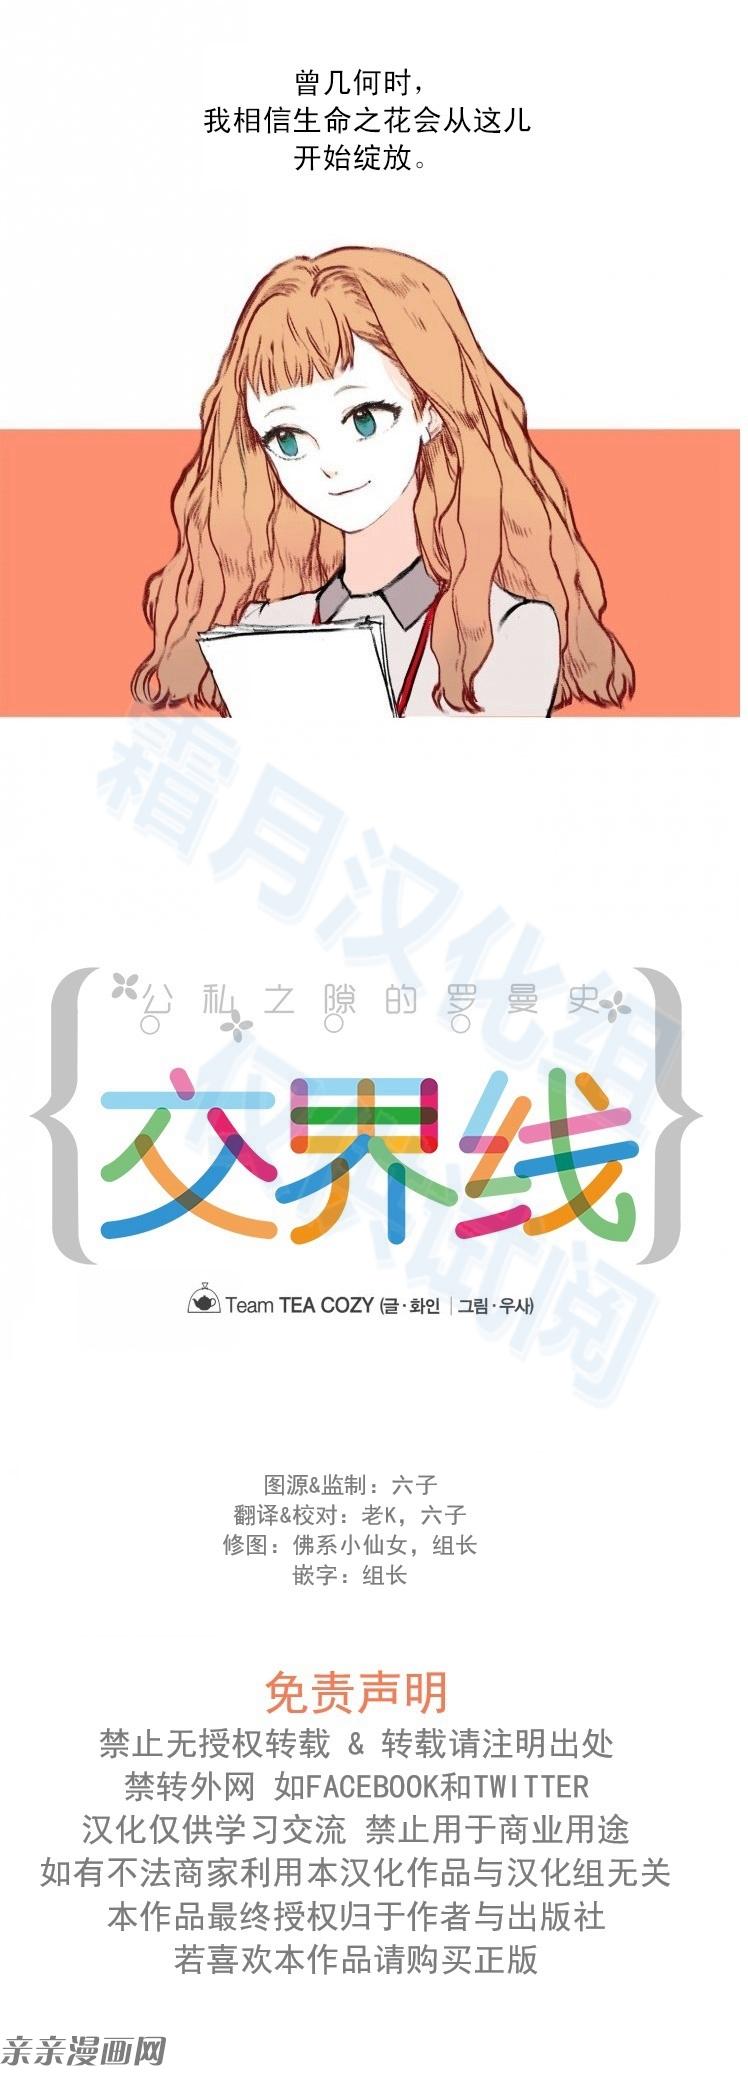 曾几何时，
我相信生命之花会从这儿
开始绽放。
霜月汉化组
仅供试阅
公私之隙的罗曼史
交界线
Team TEA COZY (글·화인 | 그림·우사)
图源&监制：六子
翻译&校对：老K，六子
修图：佛系小仙女，组长
嵌字：组长
免责声明
禁止无授权转载 & 转载请注明出处
禁转外网 如FACEBOOK和TWITTER
汉化仅供学习交流 禁止用于商业用途
如有不法商家利用本汉化作品与汉化组无关
本作品最终授权归于作者与出版社
若喜欢本作品请购买正版
亲亲漫画网